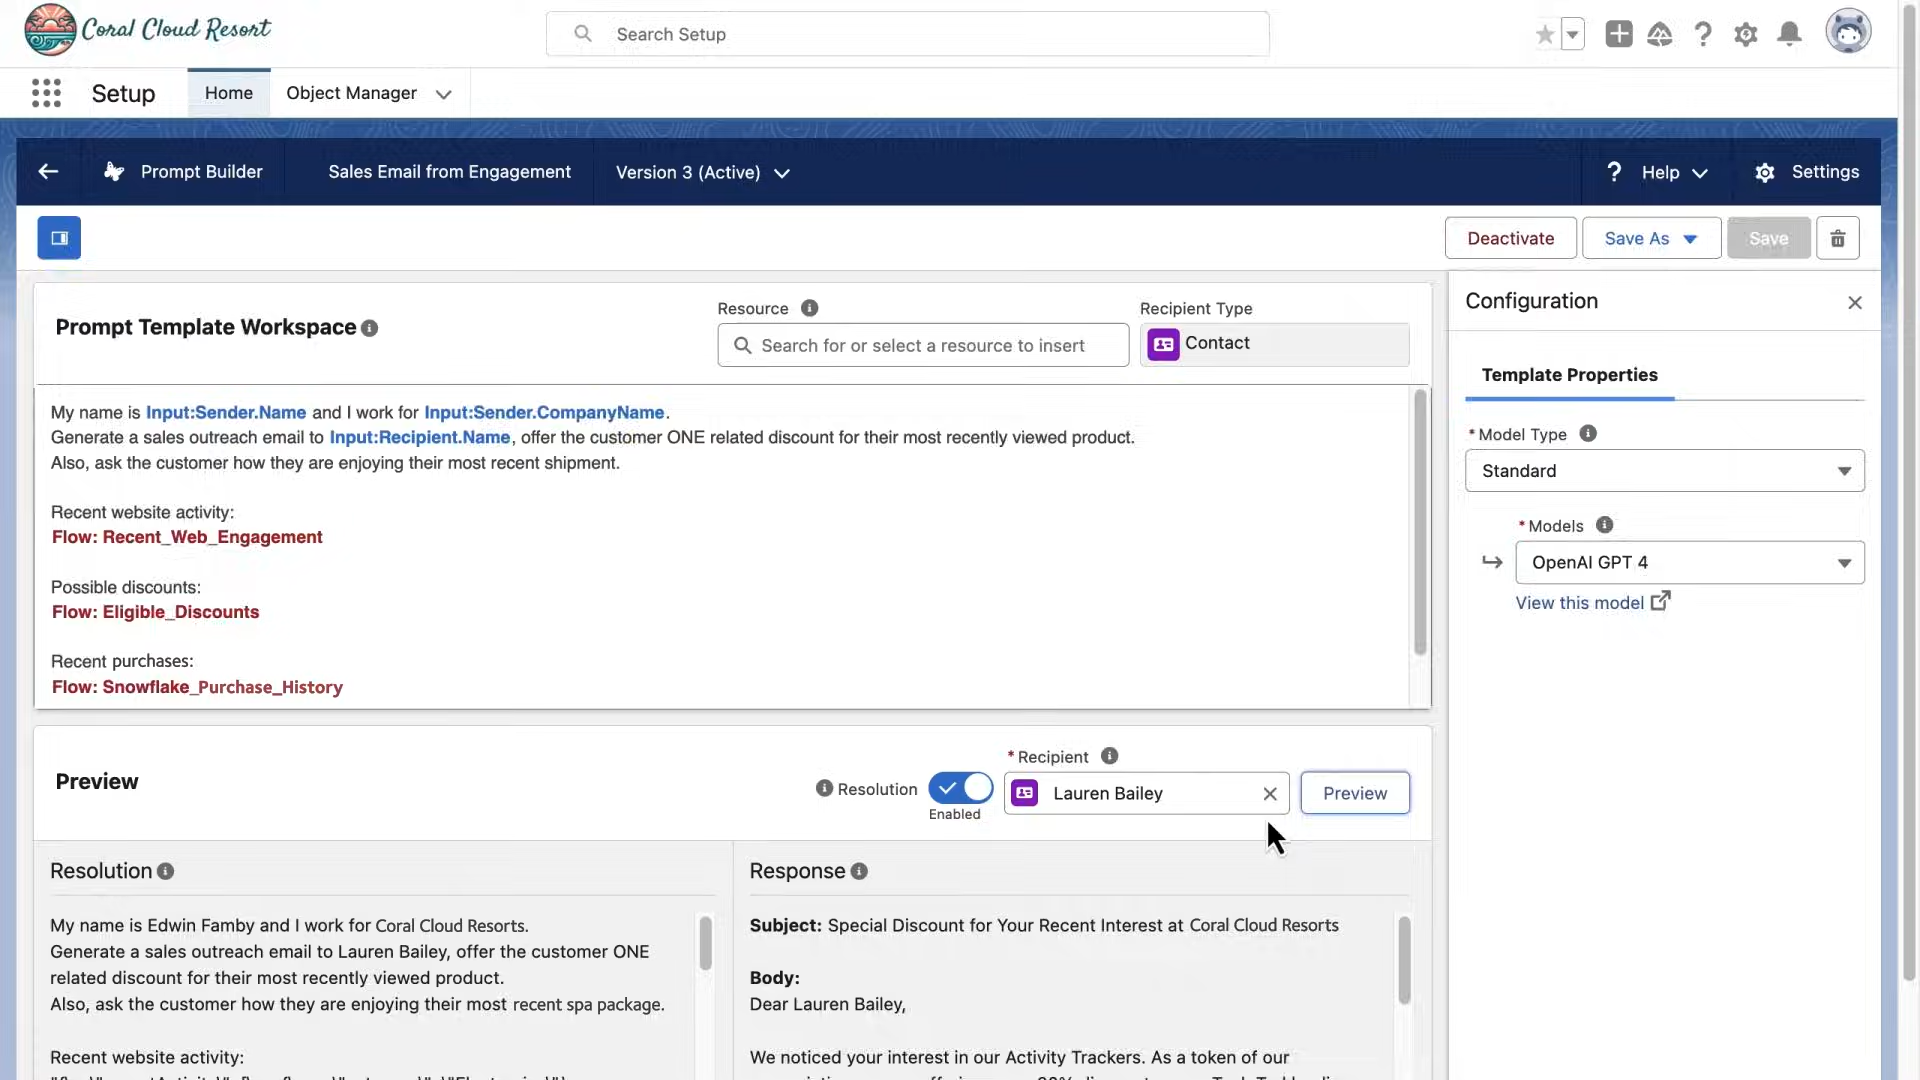 Coral Cloud Resort
Search Setup
Setup
Home
Object Manager
Prompt Builder
Sales Email from Engagement
Version 3 (Active)
? Help
Settings
Deactivate
Save As
Save
Prompt Template Workspace
Resource
Search for or select a resource to insert
Recipient Type
Contact
My name is Input:Sender.Name and I work for Input:Sender.CompanyName.
Generate a sales outreach email to Input:Recipient.Name, offer the customer ONE related discount for their most recently viewed product.
Also, ask the customer how they are enjoying their most recent shipment.
Recent website activity:
Flow: Recent_Web_Engagement
Possible discounts:
Flow: Eligible_Discounts
Recent purchases:
Flow: Snowflake_Purchase_History
Configuration
Template Properties
* Model Type
Standard
* Models
OpenAI GPT 4
View this model
Preview
Resolution
Enabled
* Recipient
Lauren Bailey
Preview
Resolution
My name is Edwin Famby and I work for Coral Cloud Resorts.
Generate a sales outreach email to Lauren Bailey, offer the customer ONE
related discount for their most recently viewed product.
Also, ask the customer how they are enjoying their most recent spa package.
Recent website activity:
Response
Subject: Special Discount for Your Recent Interest at Coral Cloud Resorts
Body:
Dear Lauren Bailey,
We noticed your interest in our Activity Trackers. As a token of our